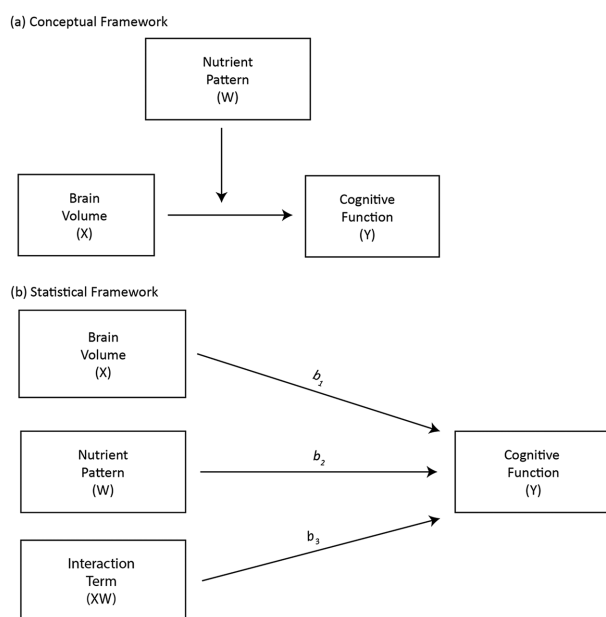 (a) Conceptual Framework
Nutrient
Pattern
(W)
Brain
Volume
(X)
Cognitive
Function
(Y)
(b) Statistical Framework
Brain
Volume
(X)
b₁
Nutrient
Pattern
(W)
b₂
Cognitive
Function
(Y)
b₃
Interaction
Term
(XW)